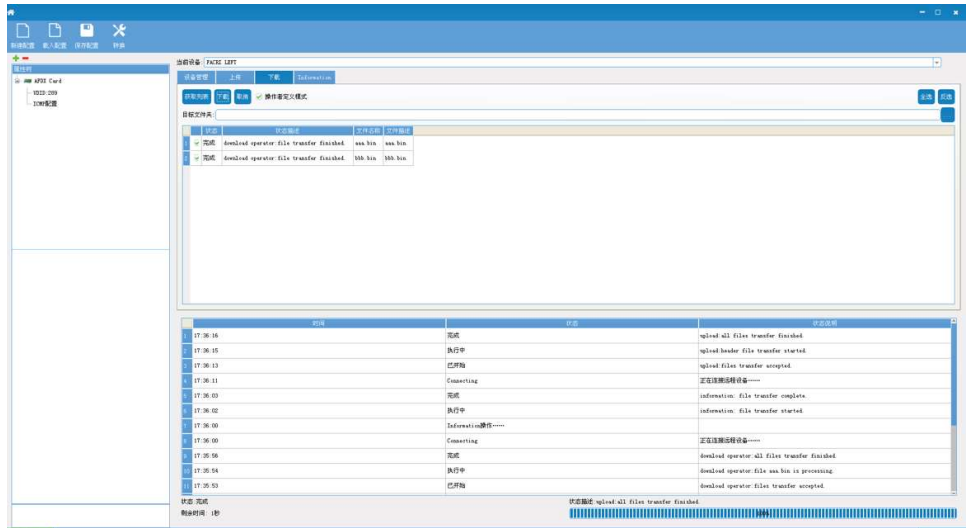 新建配置 载入配置 保存配置 转换
属性树
AFDX Card
VDID:269
ICMP配置
当前设备: PACKE LEFT
设备管理 上传 下载 Information
获取列表 下载 取消 操作者定义模式 全选 反选
目标文件夹:
状态 状态描述 文件名称 文件描述
1 完成 download operator:file transfer finished. aaa.bin aaa.bin
2 完成 download operator:file transfer finished. bbb.bin bbb.bin
时间 状态 状态说明
1 17:36:16 完成 upload:all files transfer finished.
2 17:36:15 执行中 upload:header file transfer started.
3 17:36:13 已开始 upload:files transfer accepted.
4 17:36:11 Connecting 正在连接远程设备……
5 17:36:03 完成 information: file transfer complete.
6 17:36:02 执行中 information: file transfer started.
7 17:36:00 Information操作……
8 17:36:00 Connecting 正在连接远程设备……
9 17:35:56 完成 download operator:all files transfer finished.
10 17:35:54 执行中 download operator:file aaa.bin is processing.
11 17:35:53 已开始 download operator:files transfer accepted.
状态:完成 状态描述:upload:all files transfer finished.
剩余时间: 1秒 100%